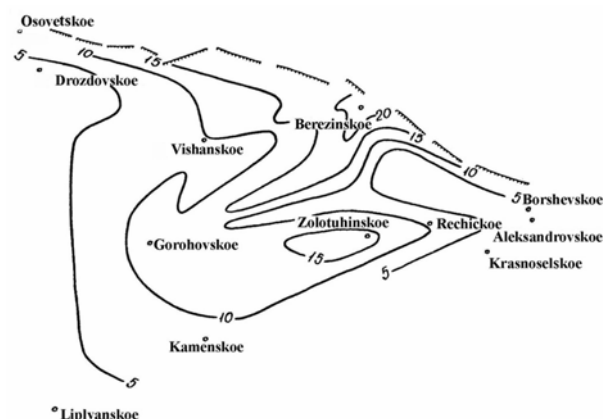 Osovetskoe
5
10
15
Drozdovskoe
Berezinskoe
20
15
Vishanskoe
10
5
Borshevskoe
Zolotuhinskoe
Rechickoe
Aleksandrovskoe
Gorohovskoe
15
5
Krasnoselskoe
10
Kamenskoe
5
Liplyanskoe